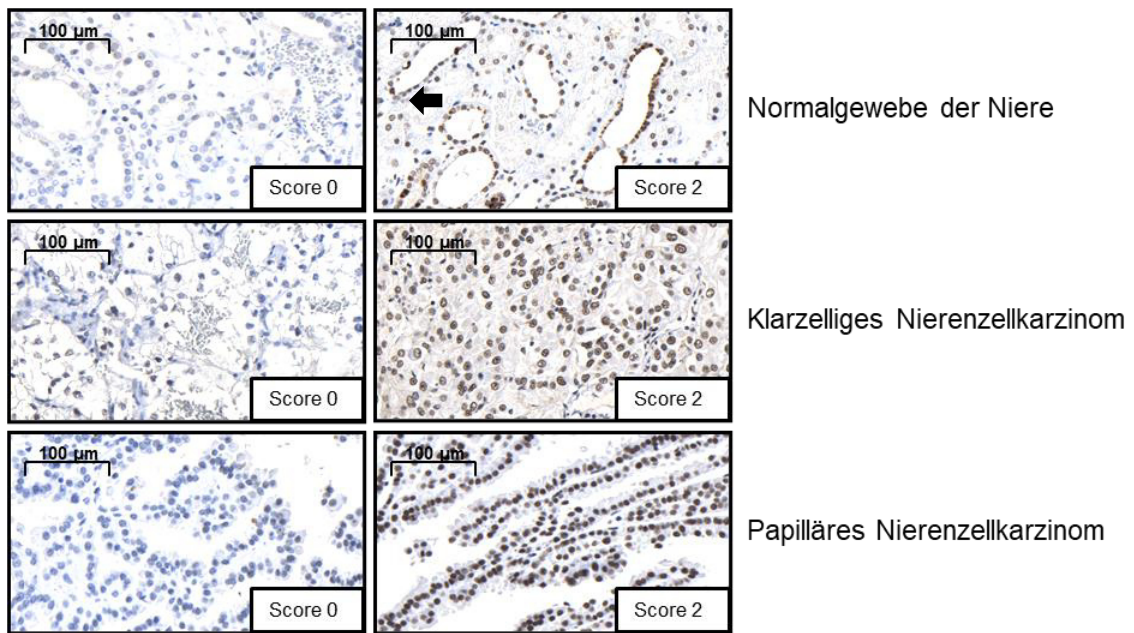 100 µm
Score 0
100 µm
Score 2
Normalgewebe der Niere
100 µm
Score 0
100 µm
Score 2
Klarzelliges Nierenzellkarzinom
100 µm
Score 0
100 µm
Score 2
Papilläres Nierenzellkarzinom